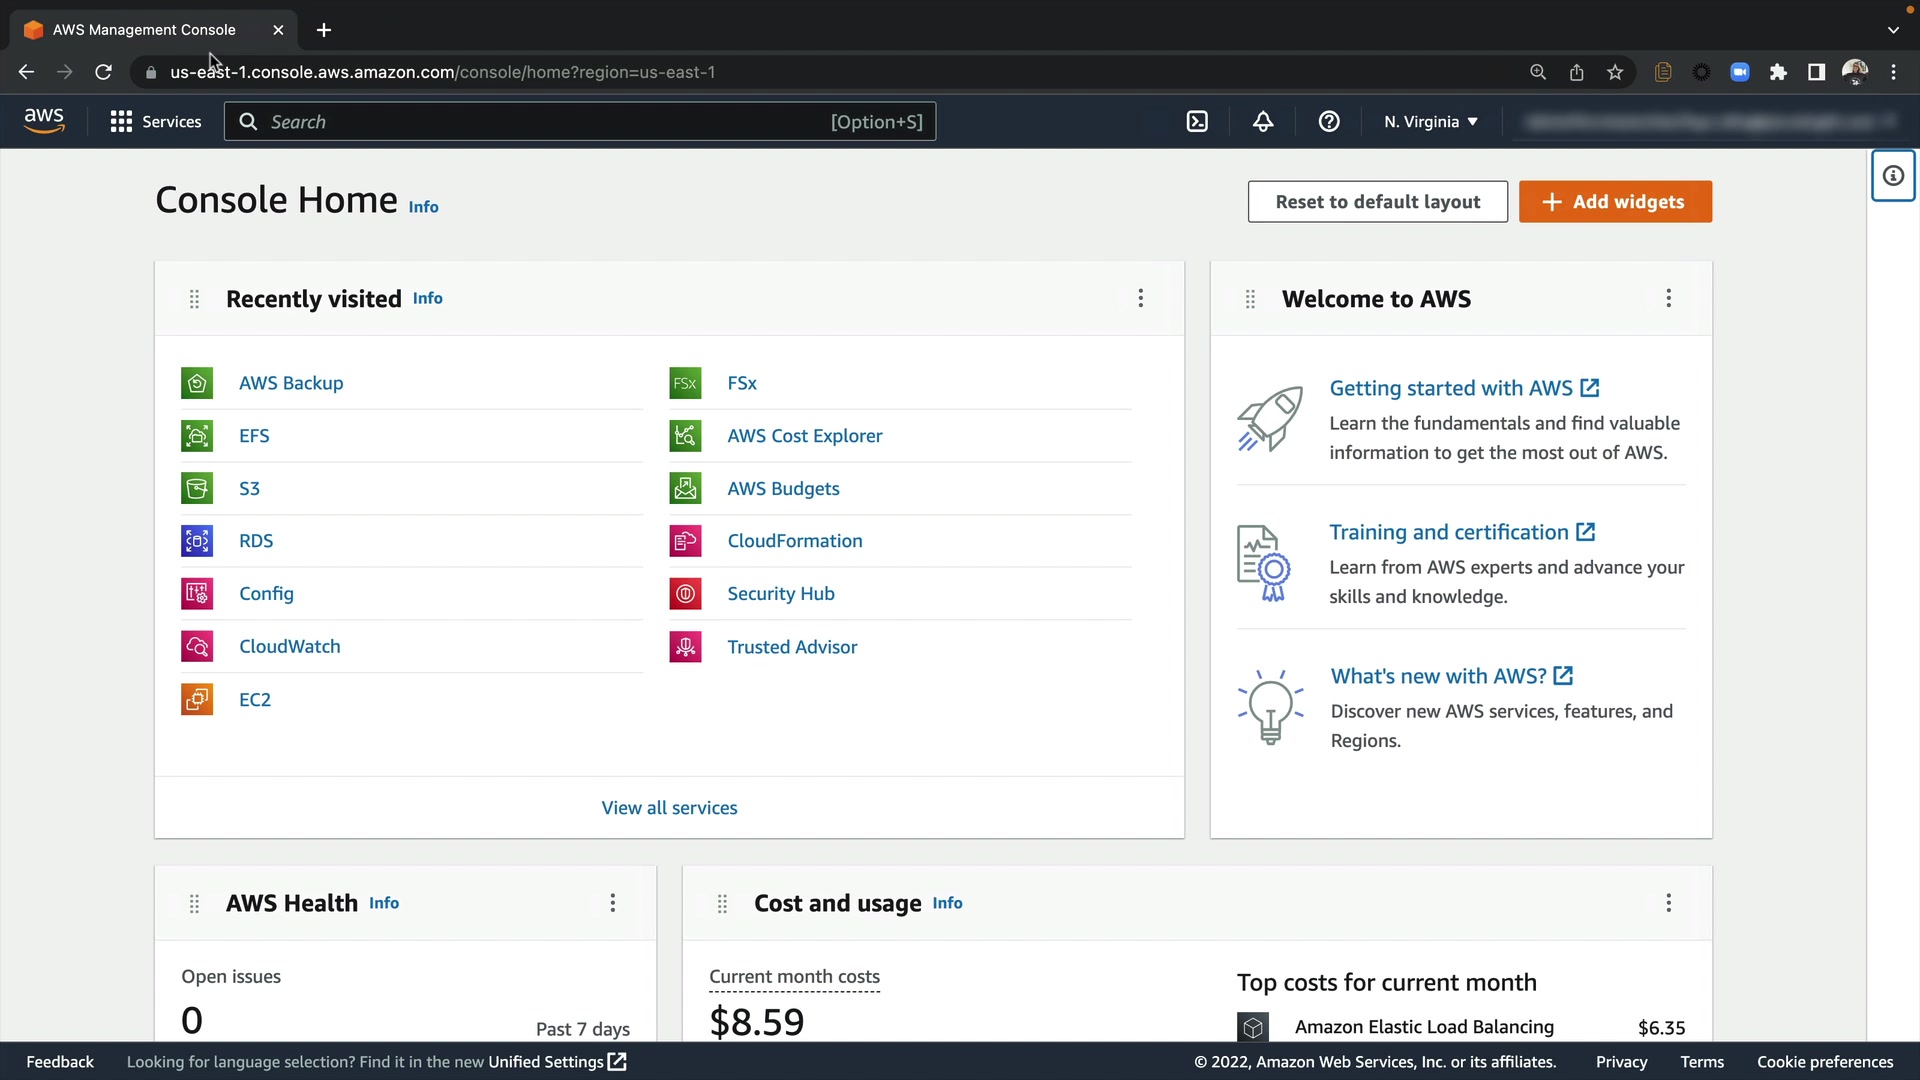 AWS Management Console
us-east-1.console.aws.amazon.com/console/home?region=us-east-1
aws
Services
Search
[Option+S]
N. Virginia
Console Home Info
Reset to default layout
Add widgets
Recently visited Info
AWS Backup
EFS
S3
RDS
Config
CloudWatch
EC2
FSx
FSx
AWS Cost Explorer
AWS Budgets
CloudFormation
Security Hub
Trusted Advisor
View all services
Welcome to AWS
Getting started with AWS
Learn the fundamentals and find valuable
information to get the most out of AWS.
Training and certification
Learn from AWS experts and advance your
skills and knowledge.
What's new with AWS?
Discover new AWS services, features, and
Regions.
AWS Health Info
Open issues
0
Past 7 days
Cost and usage Info
Current month costs
$8.59
Top costs for current month
Amazon Elastic Load Balancing
$6.35
Feedback
Looking for language selection? Find it in the new Unified Settings
© 2022, Amazon Web Services, Inc. or its affiliates.
Privacy
Terms
Cookie preferences